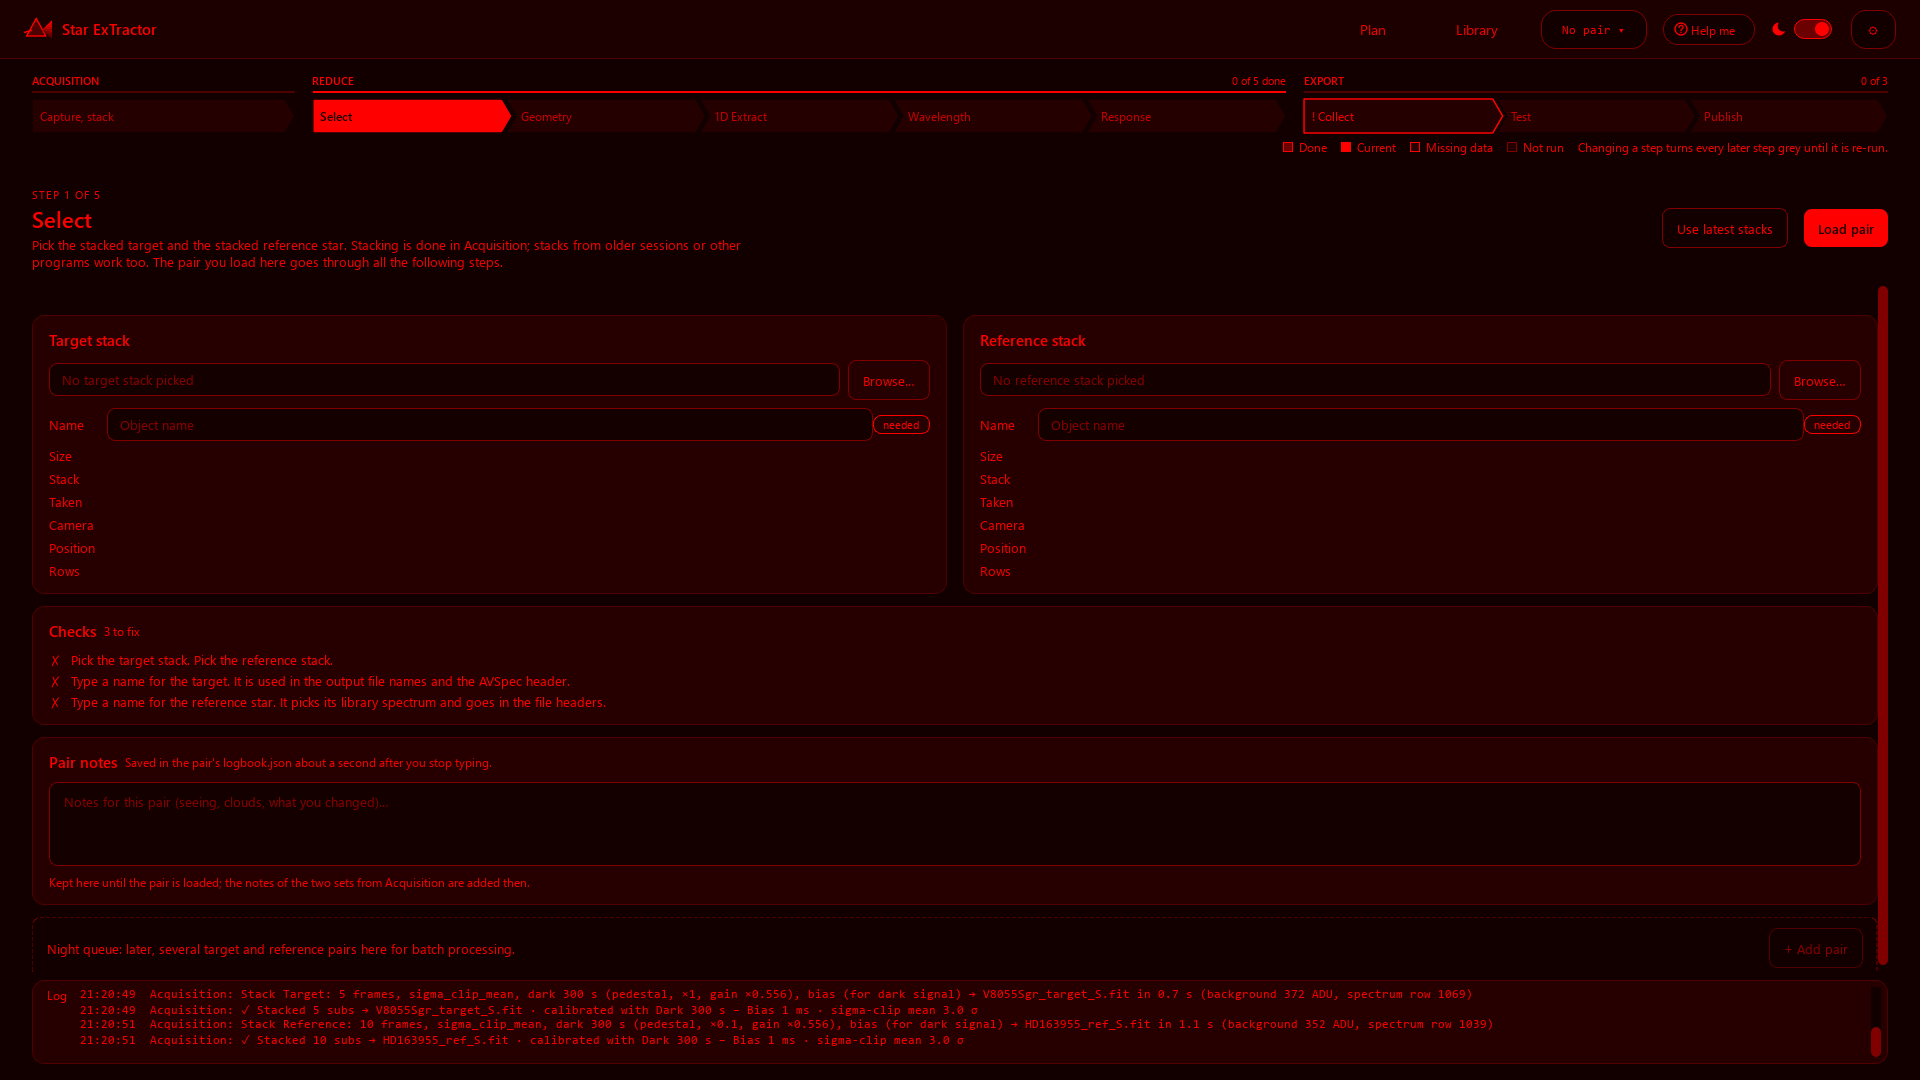 Star ExTractor
Plan
Library
No pair ▾
Help me
ACQUISITION
REDUCE
0 of 5 done
EXPORT
0 of 3
Capture, stack
Select
Geometry
1D Extract
Wavelength
Response
! Collect
Test
Publish
Done
Current
Missing data
Not run
Changing a step turns every later step grey until it is re-run.
STEP 1 OF 5
Select
Pick the stacked target and the stacked reference star. Stacking is done in Acquisition; stacks from older sessions or other
programs work too. The pair you load here goes through all the following steps.
Use latest stacks
Load pair
Target stack
No target stack picked
Browse...
Name
Object name
needed
Size
Stack
Taken
Camera
Position
Rows
Reference stack
No reference stack picked
Browse...
Name
Object name
needed
Size
Stack
Taken
Camera
Position
Rows
Checks 3 to fix
✗ Pick the target stack. Pick the reference stack.
✗ Type a name for the target. It is used in the output file names and the AVSpec header.
✗ Type a name for the reference star. It picks its library spectrum and goes in the file headers.
Pair notes Saved in the pair's logbook.json about a second after you stop typing.
Notes for this pair (seeing, clouds, what you changed)...
Kept here until the pair is loaded; the notes of the two sets from Acquisition are added then.
Night queue: later, several target and reference pairs here for batch processing.
+ Add pair
Log
21:20:49 Acquisition: Stack Target: 5 frames, sigma_clip_mean, dark 300 s (pedestal, ×1, gain ×0.556), bias (for dark signal) → V8055Sgr_target_S.fit in 0.7 s (background 372 ADU, spectrum row 1069)
21:20:49 Acquisition: ✓ Stacked 5 subs → V8055Sgr_target_S.fit · calibrated with Dark 300 s − Bias 1 ms · sigma-clip mean 3.0 σ
21:20:51 Acquisition: Stack Reference: 10 frames, sigma_clip_mean, dark 300 s (pedestal, ×0.1, gain ×0.556), bias (for dark signal) → HD163955_ref_S.fit in 1.1 s (background 352 ADU, spectrum row 1039)
21:20:51 Acquisition: ✓ Stacked 10 subs → HD163955_ref_S.fit · calibrated with Dark 300 s − Bias 1 ms · sigma-clip mean 3.0 σ